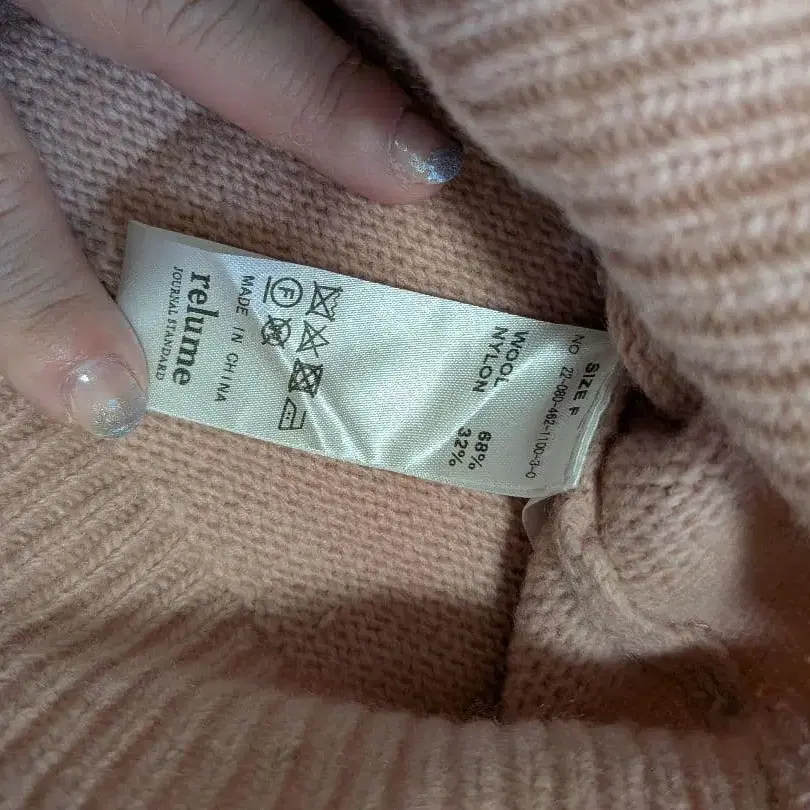 SIZE F
NO 22-080-462-1100-3-0
WOOL 68%
NYLON 32%
F
MADE IN CHINA
relume
JOURNAL STANDARD